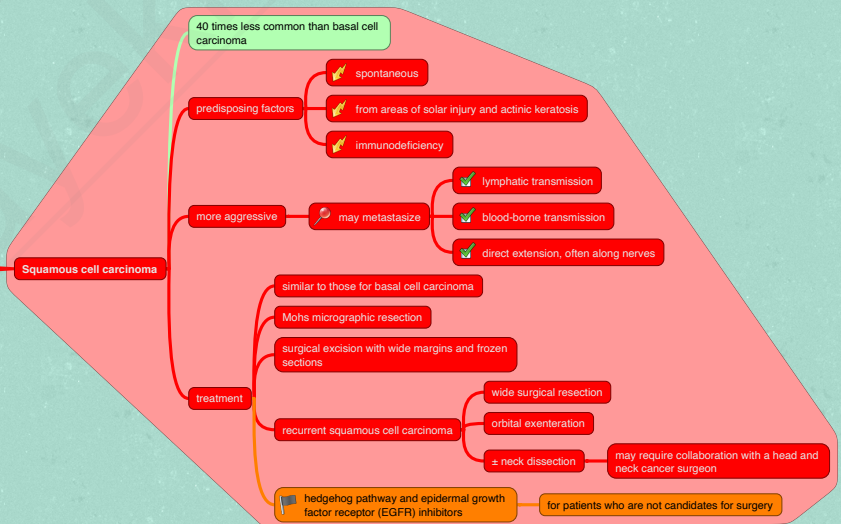 40 times less common than basal cell
carcinoma
spontaneous
predisposing factors
from areas of solar injury and actinic keratosis
immunodeficiency
lymphatic transmission
more aggressive
may metastasize
blood-borne transmission
direct extension, often along nerves
Squamous cell carcinoma
similar to those for basal cell carcinoma
Mohs micrographic resection
surgical excision with wide margins and frozen
sections
treatment
wide surgical resection
recurrent squamous cell carcinoma
orbital exenteration
± neck dissection
may require collaboration with a head and
neck cancer surgeon
hedgehog pathway and epidermal growth
factor receptor (EGFR) inhibitors
for patients who are not candidates for surgery